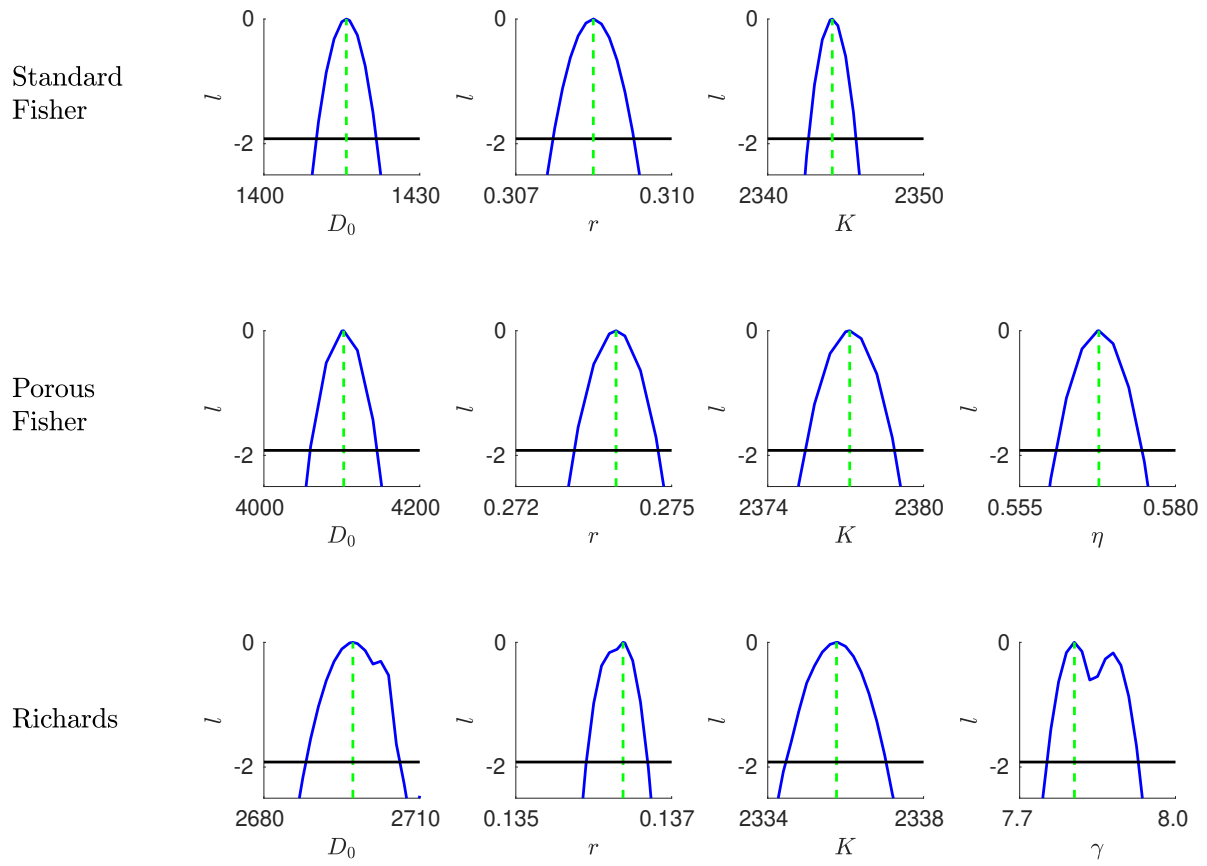 Standard
Fisher
0
-2
l
1400
1430
D₀
0
-2
l
0.307
0.310
r
0
-2
l
2340
2350
K
Porous
Fisher
0
-2
l
4000
4200
D₀
0
-2
l
0.272
0.275
r
0
-2
l
2374
2380
K
0
-2
l
0.555
0.580
η
Richards
0
-2
l
2680
2710
D₀
0
-2
l
0.135
0.137
r
0
-2
l
2334
2338
K
0
-2
l
7.7
8.0
γ